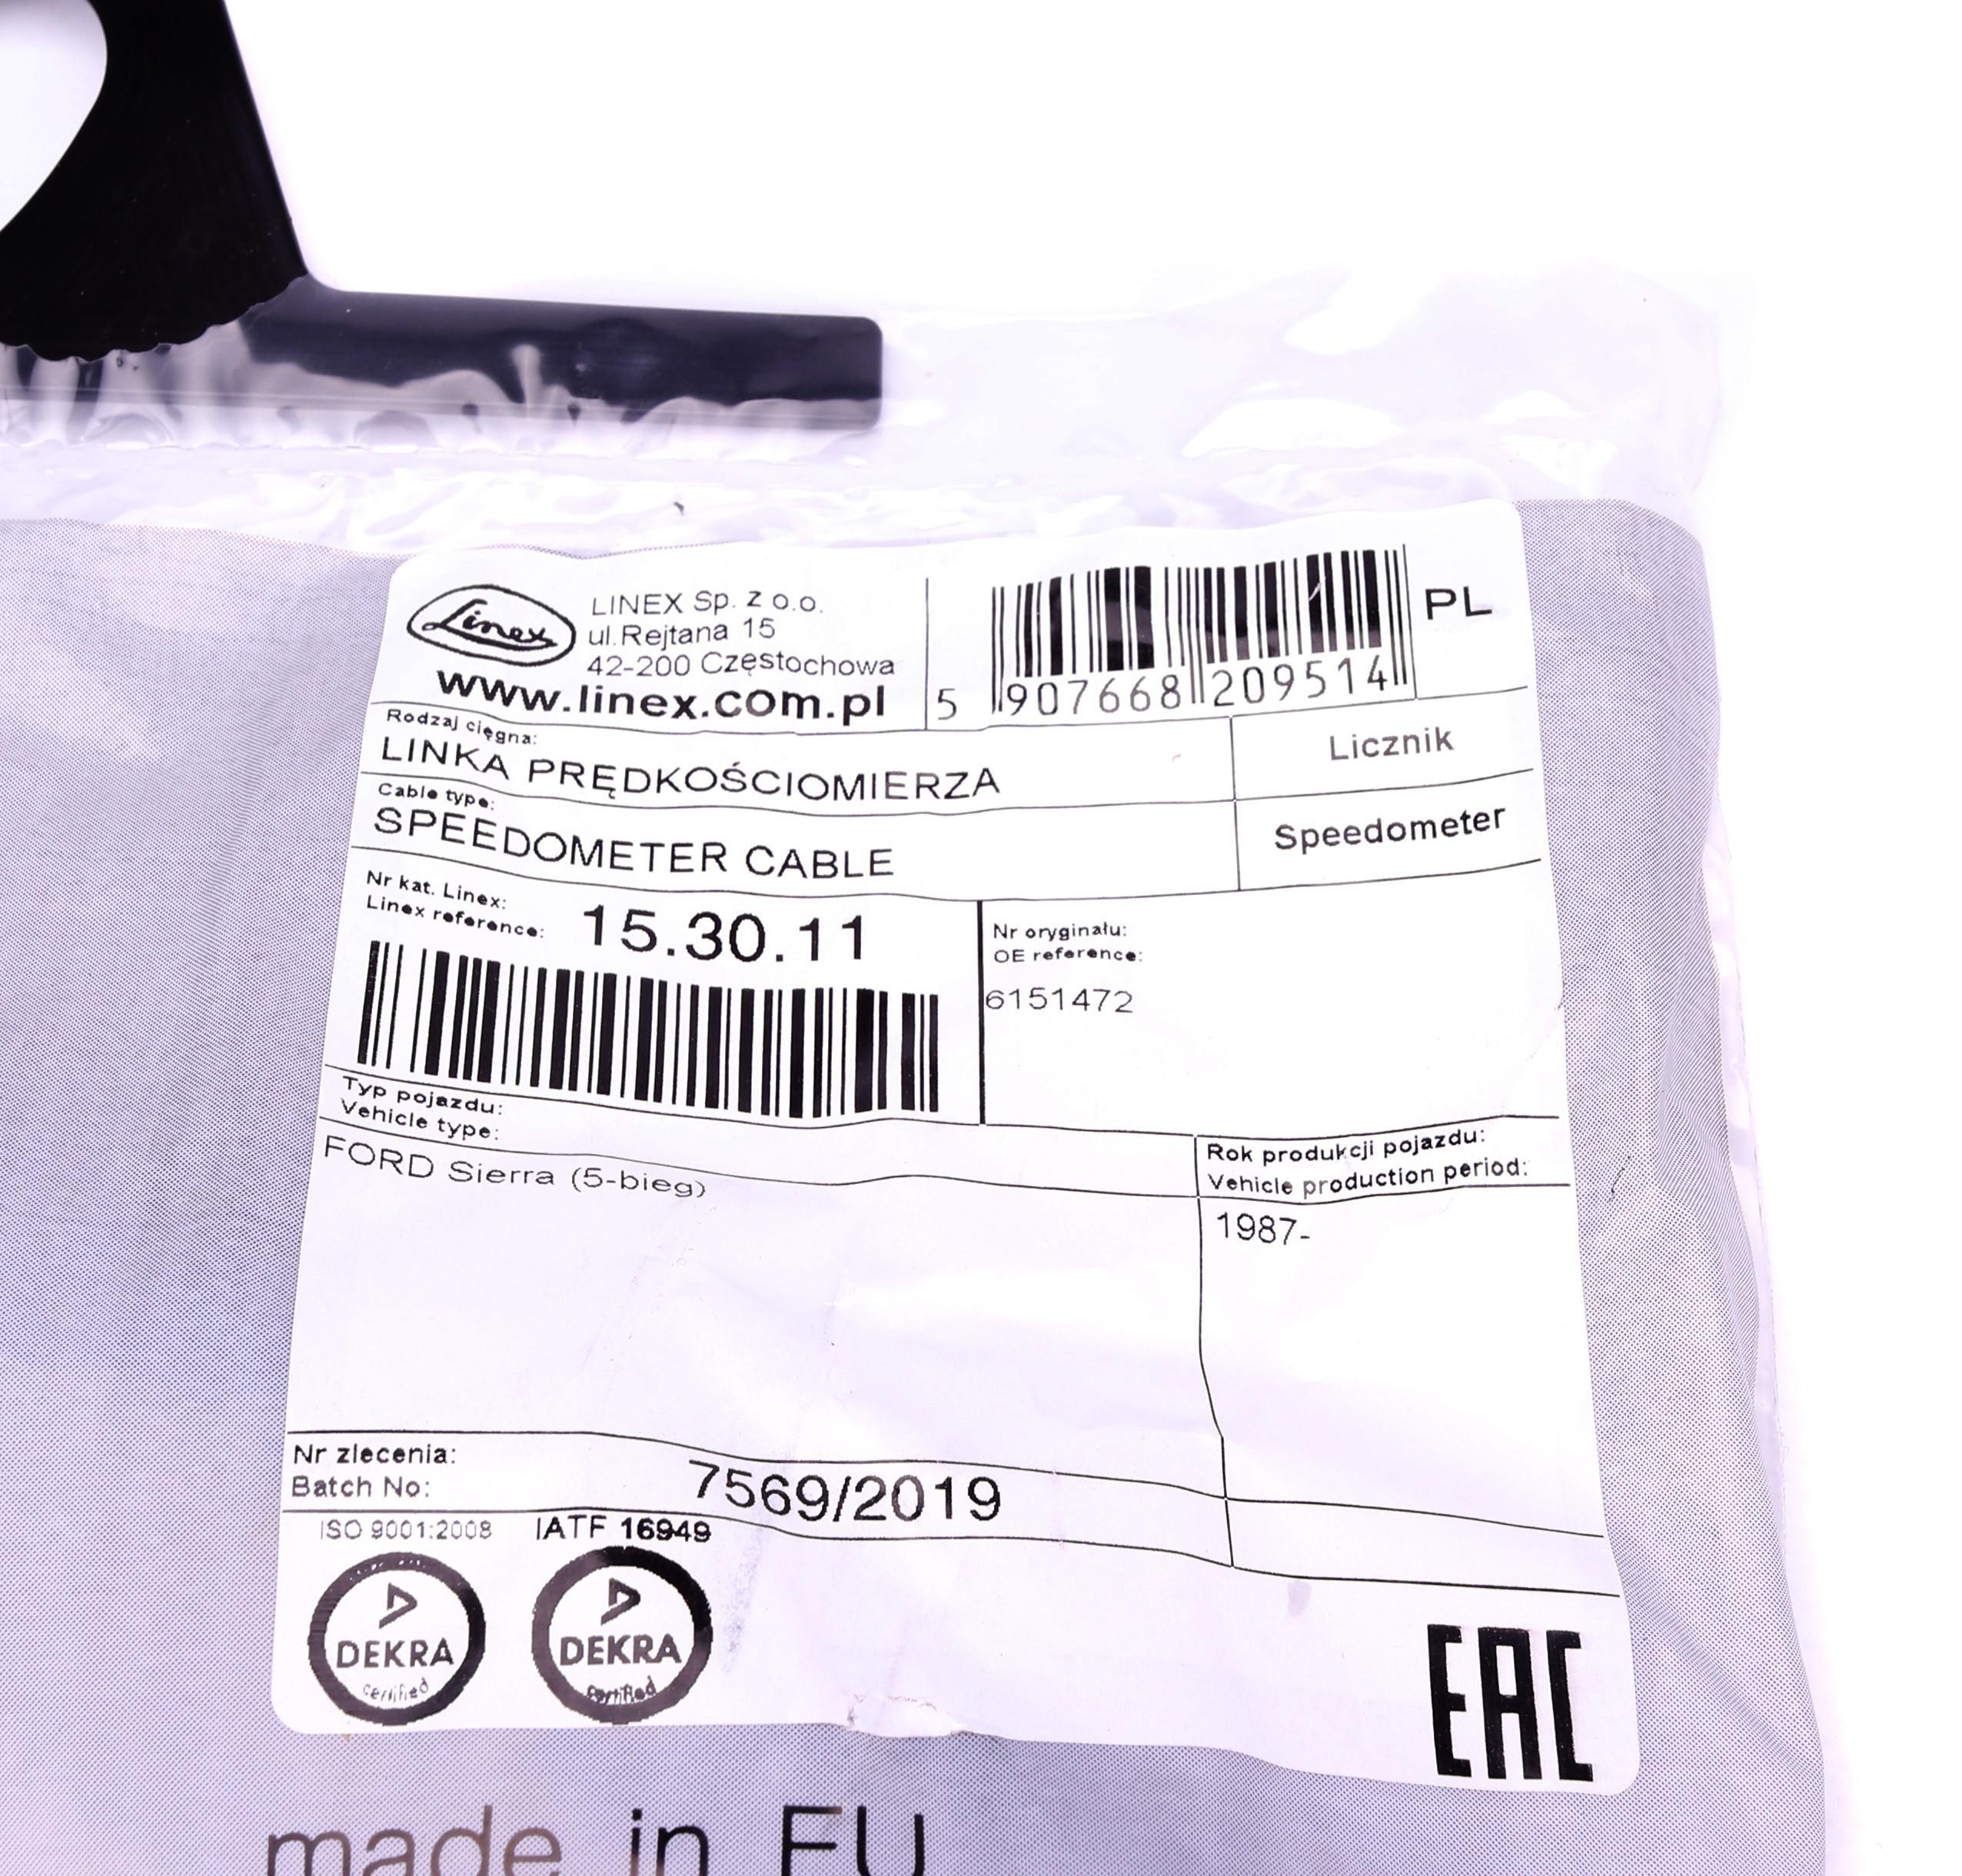 Linex
LINEX Sp. z o.o.
ul.Rejtana 15
42-200 Częstochowa
www.linex.com.pl
5 907668 209514
PL
Rodzaj cięgna:
LINKA PRĘDKOŚCIOMIERZA
Licznik
Cable type:
SPEEDOMETER CABLE
Speedometer
Nr kat. Linex:
Linex reference:
15.30.11
Nr oryginału:
OE reference:
6151472
Typ pojazdu:
Vehicle type:
FORD Sierra (5-bieg)
Rok produkcji pojazdu:
Vehicle production period:
1987-
Nr zlecenia:
Batch No:
7569/2019
ISO 9001:2008
IATF 16949
DEKRA
certified
DEKRA
certified
EAC
made in EU